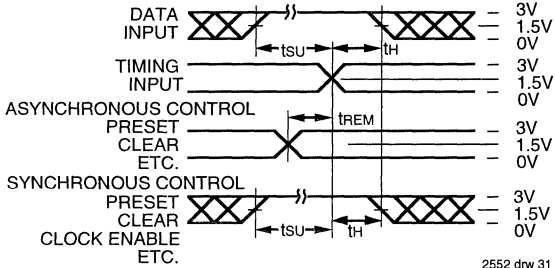 DATA
INPUT
3V
1.5V
0V
tSU
tH
TIMING
INPUT
3V
1.5V
0V
ASYNCHRONOUS CONTROL
PRESET
CLEAR
ETC.
tREM
3V
1.5V
0V
SYNCHRONOUS CONTROL
PRESET
CLEAR
CLOCK ENABLE
ETC.
tSU
tH
3V
1.5V
0V
2552 drw 31